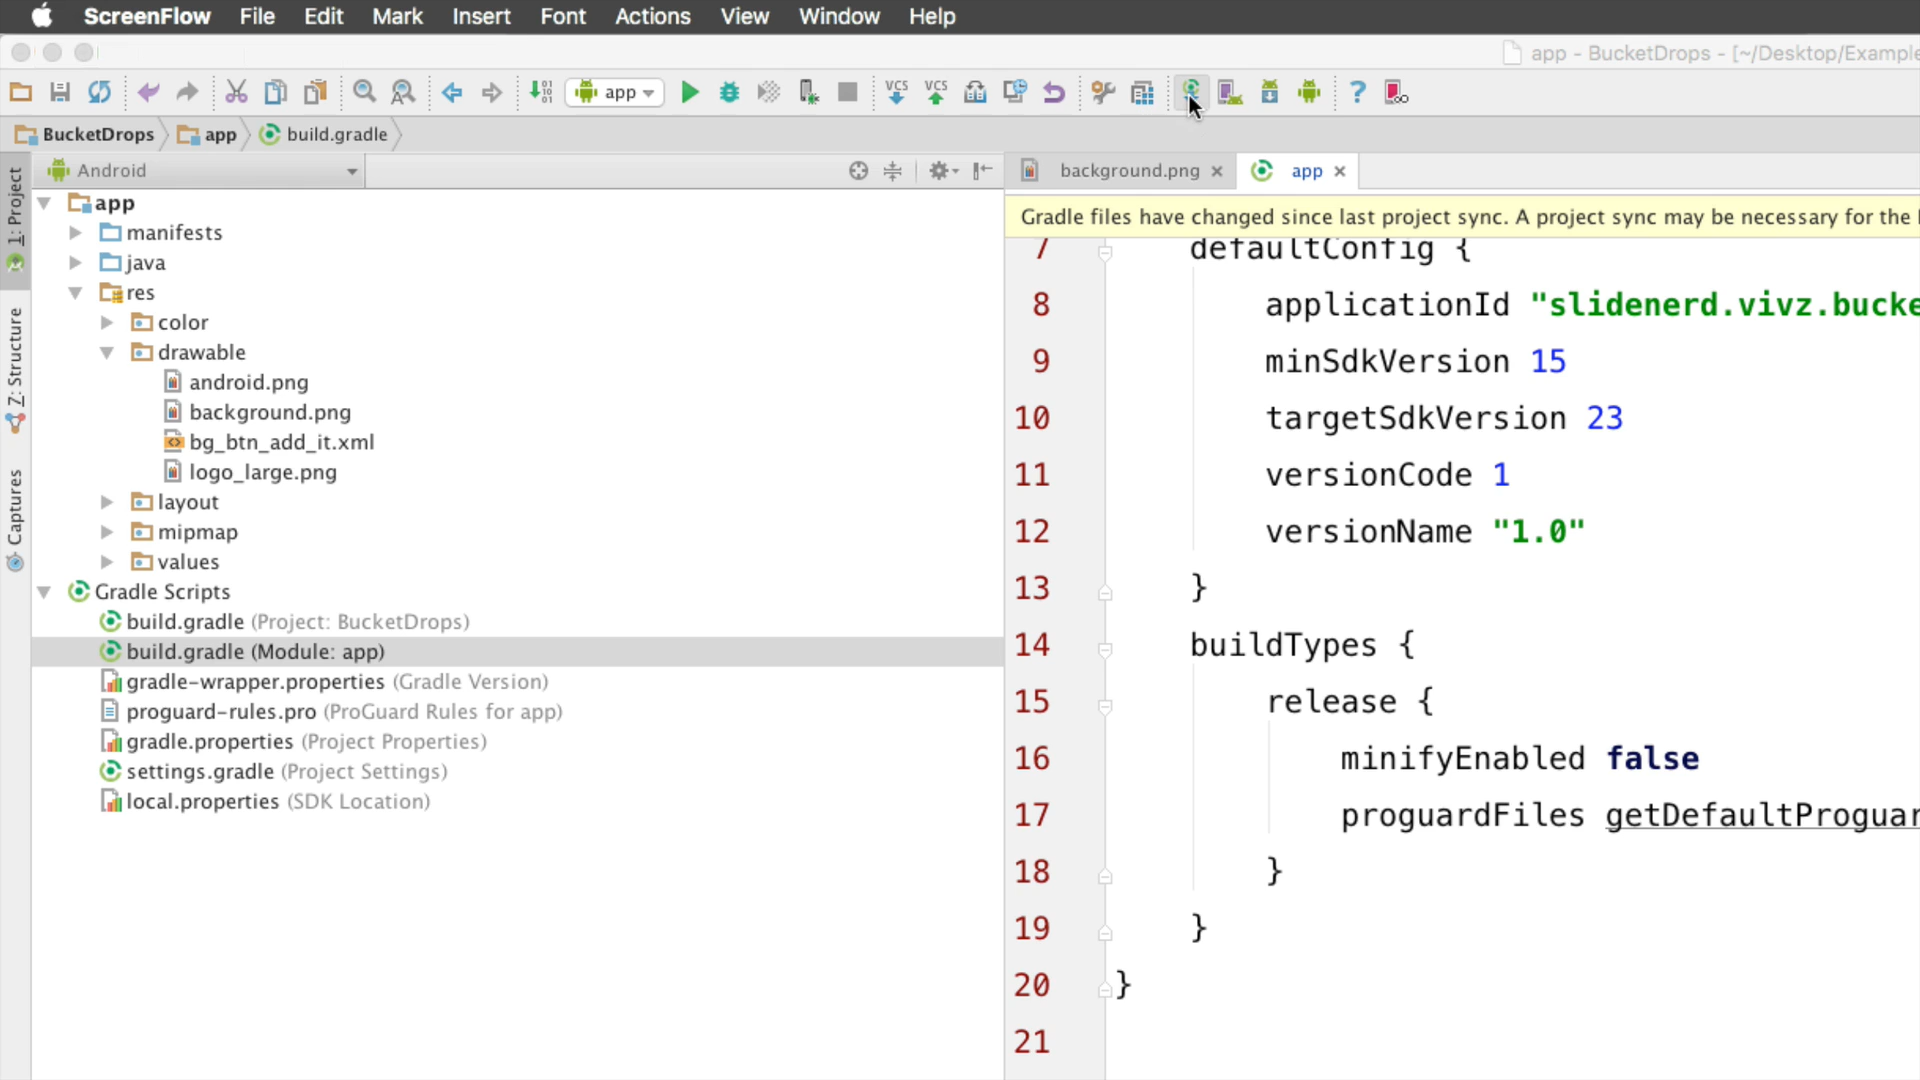 ScreenFlow File Edit Mark Insert Font Actions View Window Help
app - BucketDrops - [~/Desktop/Example
app VCS VCS ?
BucketDrops app build.gradle
1: Project
Z: Structure
Captures
Android
app
manifests
java
res
color
drawable
android.png
background.png
bg_btn_add_it.xml
logo_large.png
layout
mipmap
values
Gradle Scripts
build.gradle (Project: BucketDrops)
build.gradle (Module: app)
gradle-wrapper.properties (Gradle Version)
proguard-rules.pro (ProGuard Rules for app)
gradle.properties (Project Properties)
settings.gradle (Project Settings)
local.properties (SDK Location)
background.png app
Gradle files have changed since last project sync. A project sync may be necessary for the
7 defaultConfig {
8 applicationId "slidenerd.vivz.bucke
9 minSdkVersion 15
10 targetSdkVersion 23
11 versionCode 1
12 versionName "1.0"
13 }
14 buildTypes {
15 release {
16 minifyEnabled false
17 proguardFiles getDefaultProguar
18 }
19 }
20 }
21